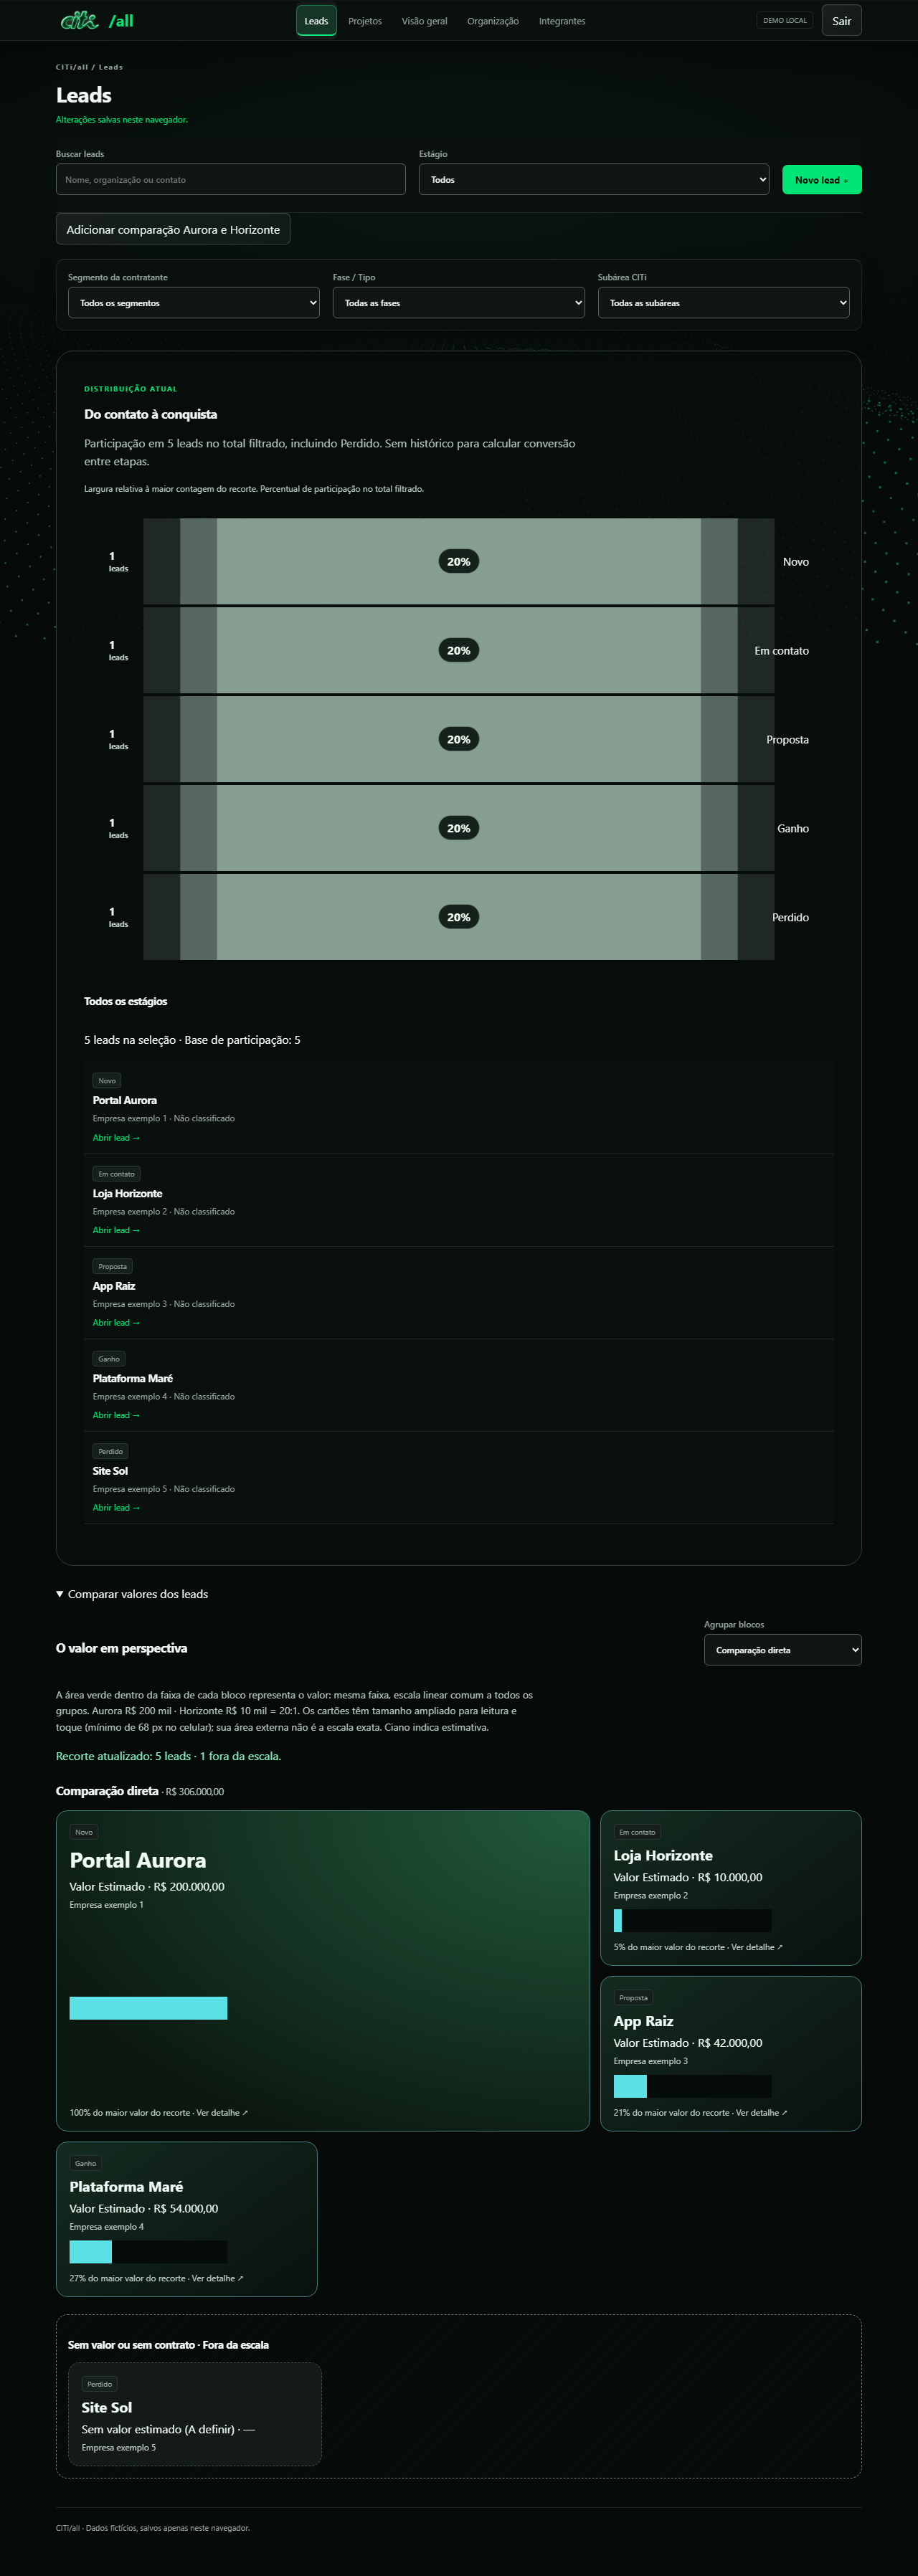 citi /all
Leads
Projetos
Visão geral
Organização
Integrantes
DEMO LOCAL
Sair
CITi/all / Leads
Leads
Alterações salvas neste navegador.
Buscar leads
Nome, organização ou contato
Estágio
Todos
Novo lead +
Adicionar comparação Aurora e Horizonte
Segmento da contratante
Todos os segmentos
Fase / Tipo
Todas as fases
Subárea CITi
Todas as subáreas
DISTRIBUIÇÃO ATUAL
Do contato à conquista
Participação em 5 leads no total filtrado, incluindo Perdido. Sem histórico para calcular conversão
entre etapas.
Largura relativa à maior contagem do recorte. Percentual de participação no total filtrado.
1
leads
20%
Novo
1
leads
20%
Em contato
1
leads
20%
Proposta
1
leads
20%
Ganho
1
leads
20%
Perdido
Todos os estágios
5 leads na seleção · Base de participação: 5
Novo
Portal Aurora
Empresa exemplo 1 · Não classificado
Abrir lead →
Em contato
Loja Horizonte
Empresa exemplo 2 · Não classificado
Abrir lead →
Proposta
App Raiz
Empresa exemplo 3 · Não classificado
Abrir lead →
Ganho
Plataforma Maré
Empresa exemplo 4 · Não classificado
Abrir lead →
Perdido
Site Sol
Empresa exemplo 5 · Não classificado
Abrir lead →
▼ Comparar valores dos leads
O valor em perspectiva
Agrupar blocos
Comparação direta
A área verde dentro da faixa de cada bloco representa o valor: mesma faixa, escala linear comum a todos os
grupos. Aurora R$ 200 mil · Horizonte R$ 10 mil = 20:1. Os cartões têm tamanho ampliado para leitura e
toque (mínimo de 68 px no celular); sua área externa não é a escala exata. Ciano indica estimativa.
Recorte atualizado: 5 leads · 1 fora da escala.
Comparação direta · R$ 306.000,00
Novo
Portal Aurora
Valor Estimado · R$ 200.000,00
Empresa exemplo 1
100% do maior valor do recorte · Ver detalhe ↗
Em contato
Loja Horizonte
Valor Estimado · R$ 10.000,00
Empresa exemplo 2
5% do maior valor do recorte · Ver detalhe ↗
Proposta
App Raiz
Valor Estimado · R$ 42.000,00
Empresa exemplo 3
21% do maior valor do recorte · Ver detalhe ↗
Ganho
Plataforma Maré
Valor Estimado · R$ 54.000,00
Empresa exemplo 4
27% do maior valor do recorte · Ver detalhe ↗
Sem valor ou sem contrato · Fora da escala
Perdido
Site Sol
Sem valor estimado (A definir) · —
Empresa exemplo 5
CITi/all · Dados fictícios, salvos apenas neste navegador.